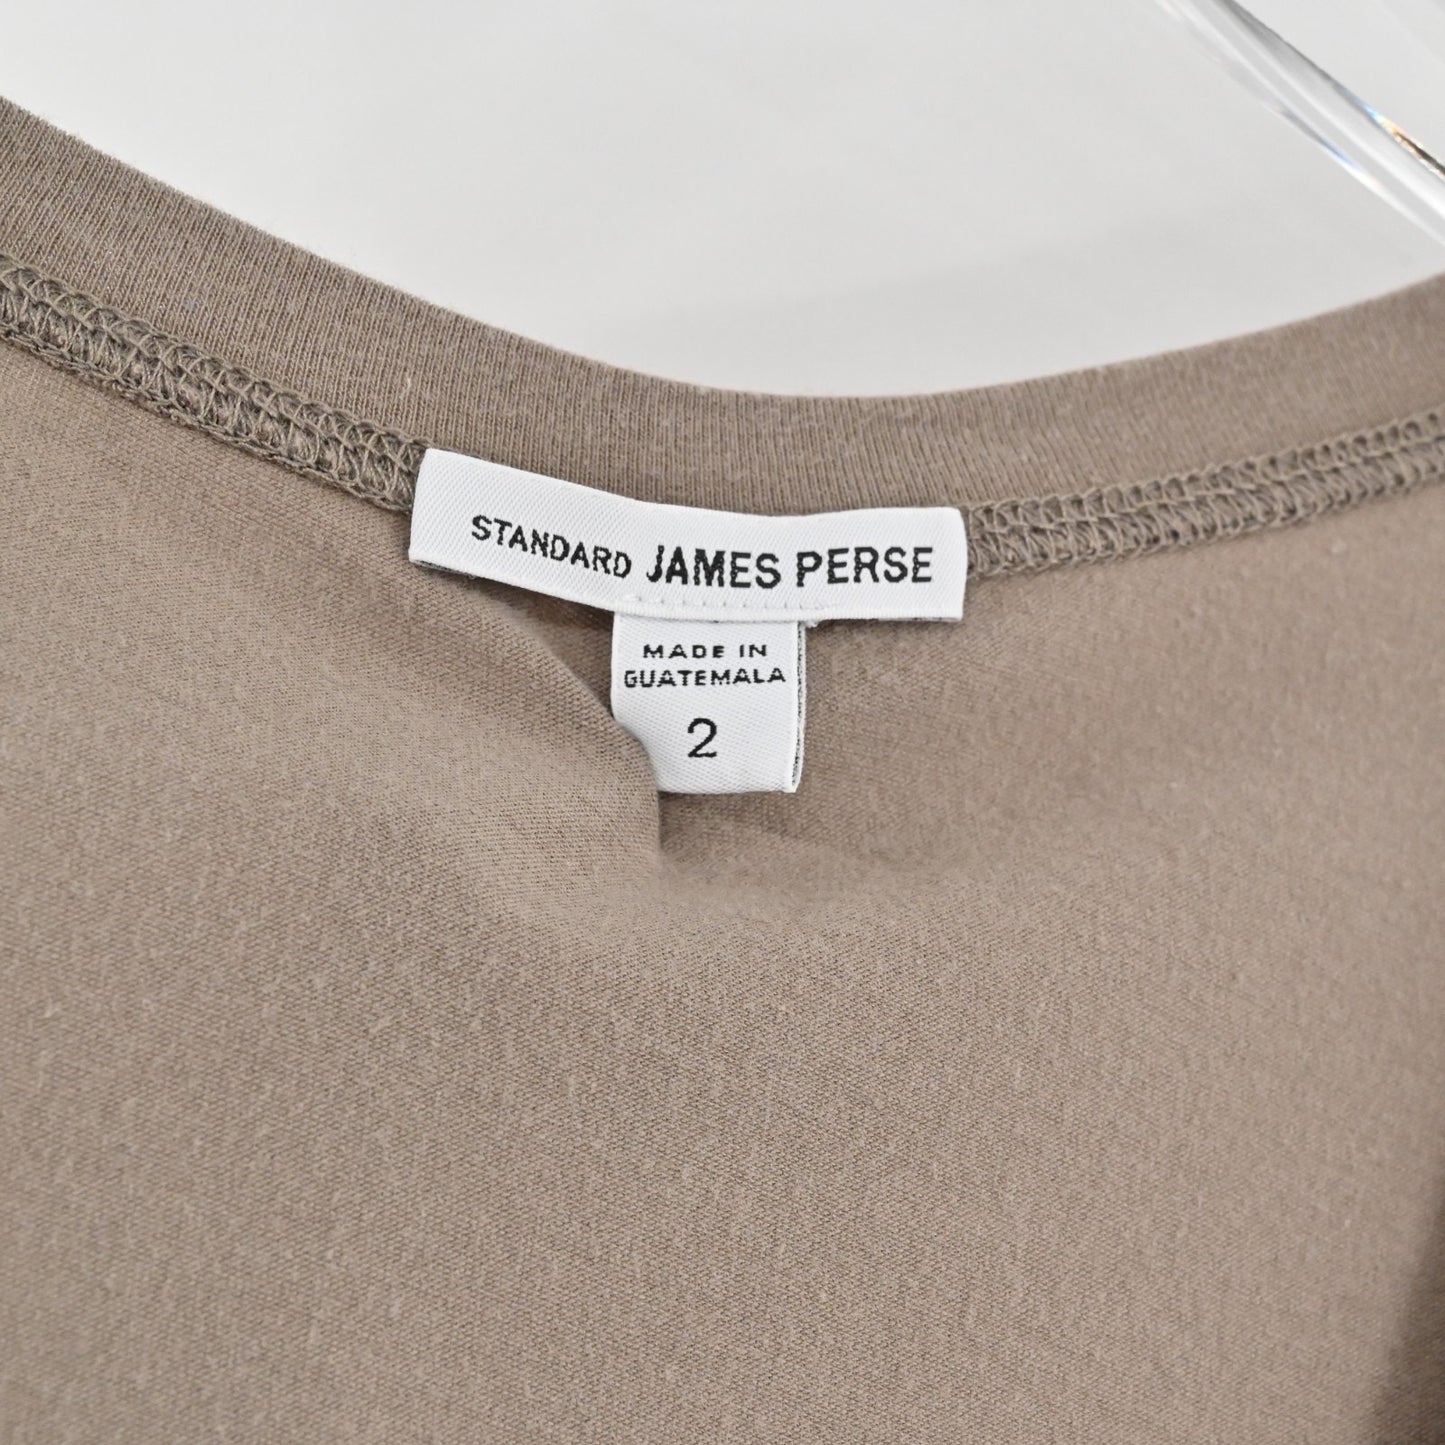 STANDARD JAMES PERSE
MADE IN
GUATEMALA
2